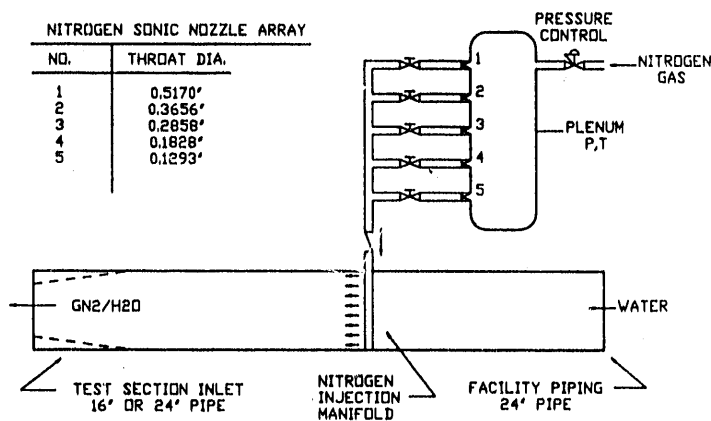 NITROGEN SONIC NOZZLE ARRAY
NO. THROAT DIA.
1 0.5170"
2 0.3656"
3 0.2858"
4 0.1828"
5 0.1293"
PRESSURE
CONTROL
NITROGEN
GAS
PLENUM
P,T
1
2
3
4
5
GN2/H2O
WATER
TEST SECTION INLET
16" OR 24" PIPE
NITROGEN
INJECTION
MANIFOLD
FACILITY PIPING
24" PIPE